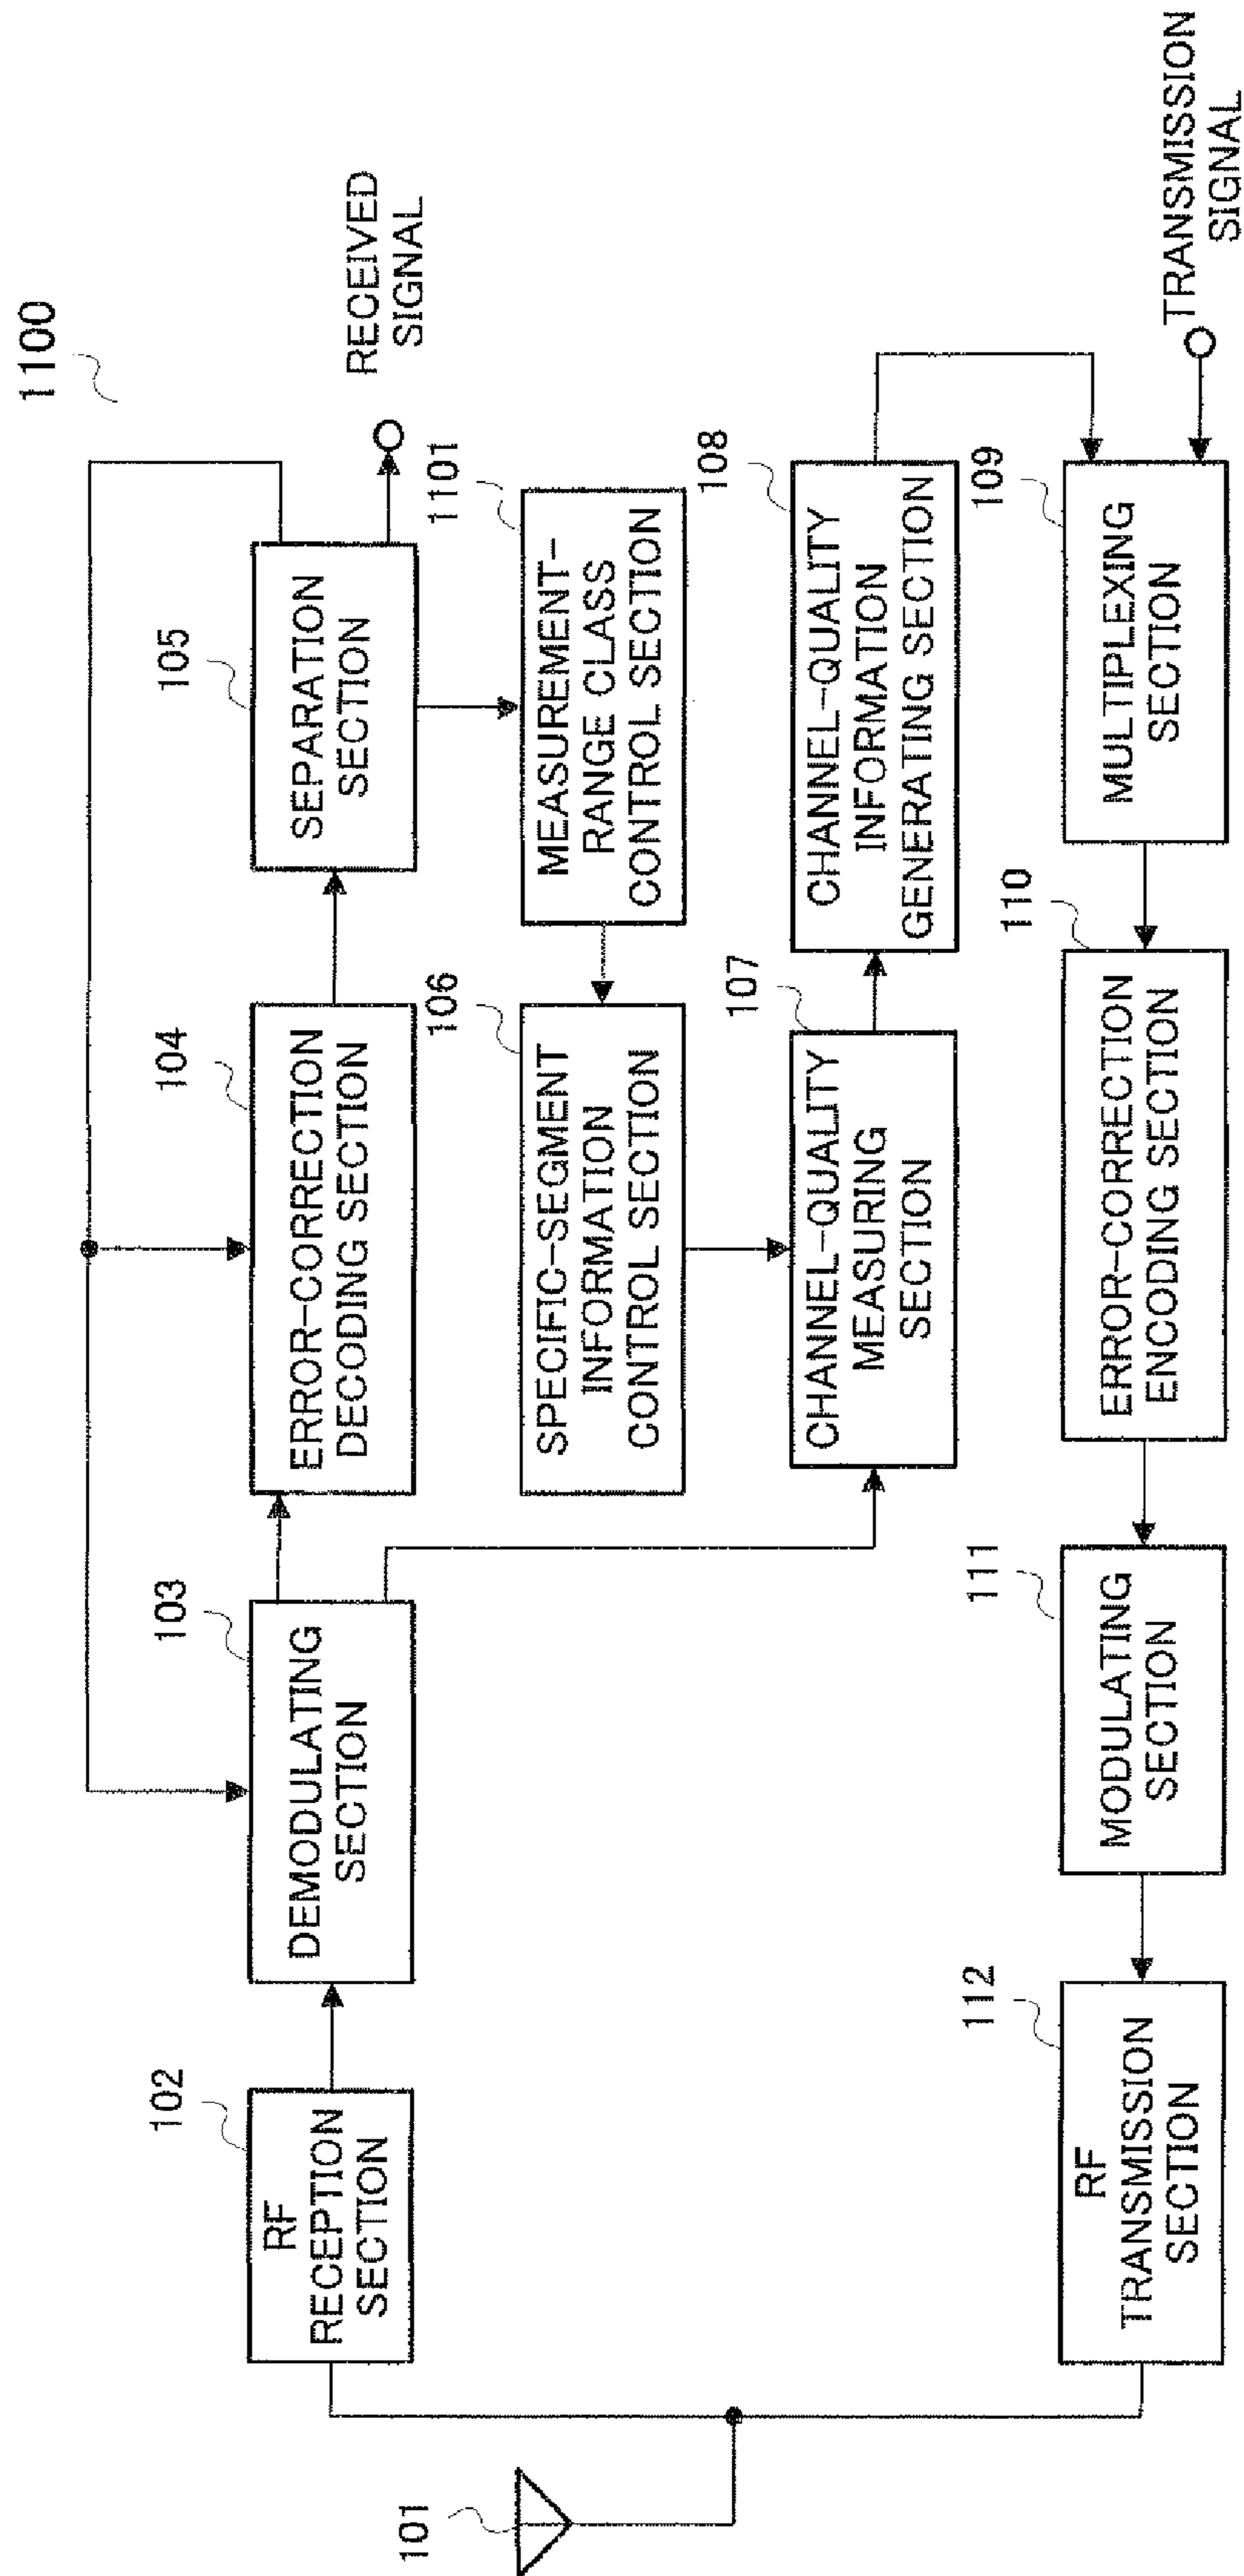 1100
101
102
RF
RECEPTION
SECTION
103
DEMODULATING
SECTION
104
ERROR-CORRECTION
DECODING SECTION
105
SEPARATION
SECTION
RECEIVED
SIGNAL
106
SPECIFIC-SEGMENT
INFORMATION
CONTROL SECTION
1101
MEASUREMENT-
RANGE CLASS
CONTROL SECTION
107
CHANNEL-QUALITY
MEASURING
SECTION
108
CHANNEL-QUALITY
INFORMATION
GENERATING SECTION
112
RF
TRANSMISSION
SECTION
111
MODULATING
SECTION
110
ERROR-CORRECTION
ENCODING SECTION
109
MULTIPLEXING
SECTION
TRANSMISSION
SIGNAL